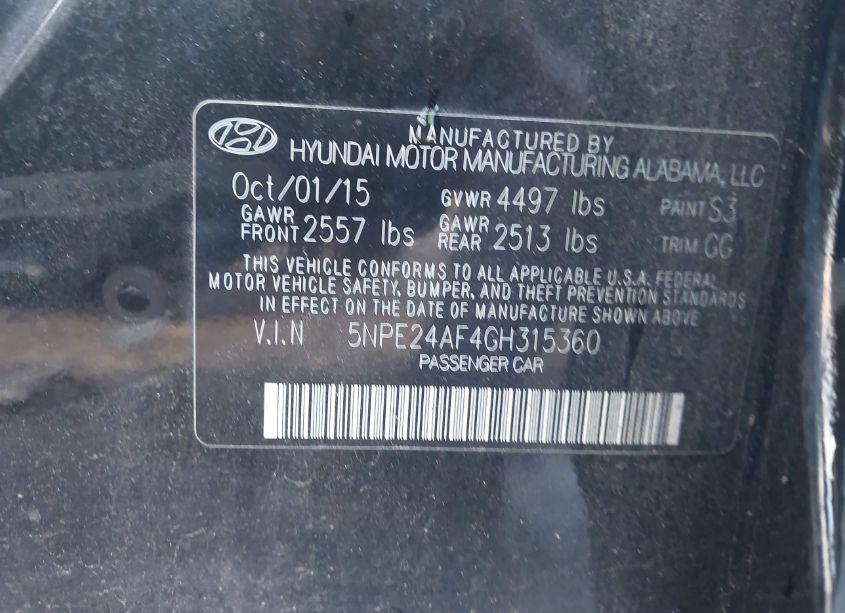 MANUFACTURED BY
HYUNDAI MOTOR MANUFACTURING ALABAMA, LLC
Oct/01/15 GVWR 4497 lbs PAINT S3
GAWR FRONT 2557 lbs GAWR REAR 2513 lbs TRIM GG
THIS VEHICLE CONFORMS TO ALL APPLICABLE U.S.A. FEDERAL
MOTOR VEHICLE SAFETY, BUMPER, AND THEFT PREVENTION STANDARDS
IN EFFECT ON THE DATE OF MANUFACTURE SHOWN ABOVE
V.I.N 5NPE24AF4GH315360
PASSENGER CAR